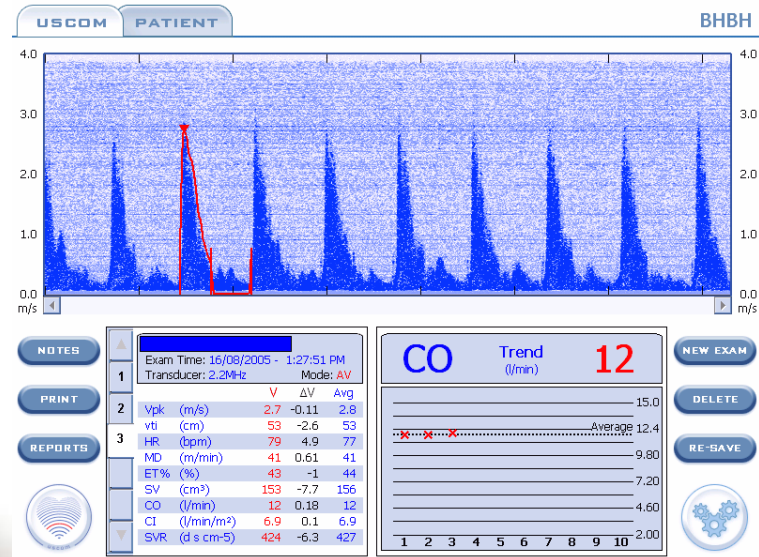 USCOM PATIENT BHBH
4.0 4.0
3.0 3.0
2.0 2.0
1.0 1.0
0.0 0.0
m/s m/s
NOTES
PRINT
REPORTS
USCOM
1
2
3
Exam Time: 16/08/2005 - 1:27:51 PM
Transducer: 2.2MHz Mode: AV
V ΔV Avg
Vpk (m/s) 2.7 -0.11 2.8
vti (cm) 53 -2.6 53
HR (bpm) 79 4.9 77
MD (m/min) 41 0.61 41
ET% (%) 43 -1 44
SV (cm³) 153 -7.7 156
CO (l/min) 12 0.18 12
CI (l/min/m²) 6.9 0.1 6.9
SVR (d s cm-5) 424 -6.3 427
CO Trend 12
(l/min)
15.0
Average 12.4
9.80
7.20
4.60
2.00
1 2 3 4 5 6 7 8 9 10
NEW EXAM
DELETE
RE-SAVE